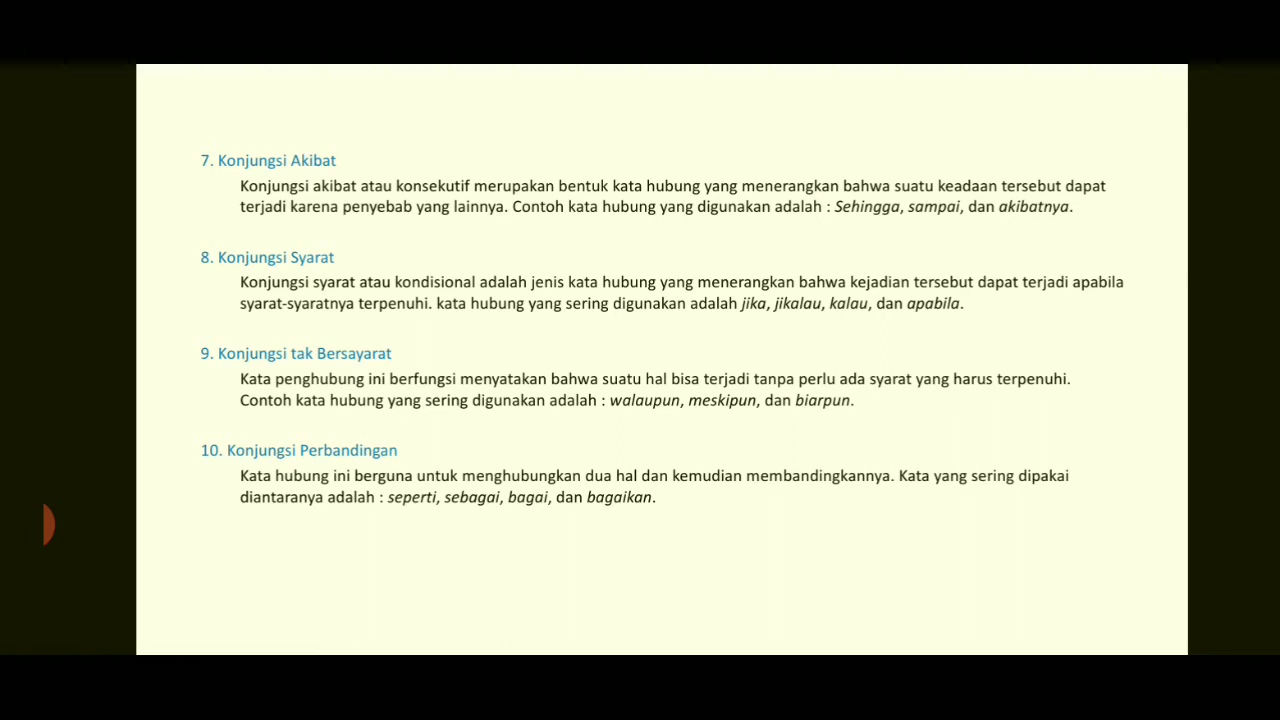 7. Konjungsi Akibat
Konjungsi akibat atau konsekutif merupakan bentuk kata hubung yang menerangkan bahwa suatu keadaan tersebut dapat
terjadi karena penyebab yang lainnya. Contoh kata hubung yang digunakan adalah : Sehingga, sampai, dan akibatnya.
8. Konjungsi Syarat
Konjungsi syarat atau kondisional adalah jenis kata hubung yang menerangkan bahwa kejadian tersebut dapat terjadi apabila
syarat-syaratnya terpenuhi. kata hubung yang sering digunakan adalah jika, jikalau, kalau, dan apabila.
9. Konjungsi tak Bersayarat
Kata penghubung ini berfungsi menyatakan bahwa suatu hal bisa terjadi tanpa perlu ada syarat yang harus terpenuhi.
Contoh kata hubung yang sering digunakan adalah : walaupun, meskipun, dan biarpun.
10. Konjungsi Perbandingan
Kata hubung ini berguna untuk menghubungkan dua hal dan kemudian membandingkannya. Kata yang sering dipakai
diantaranya adalah : seperti, sebagai, bagai, dan bagaikan.